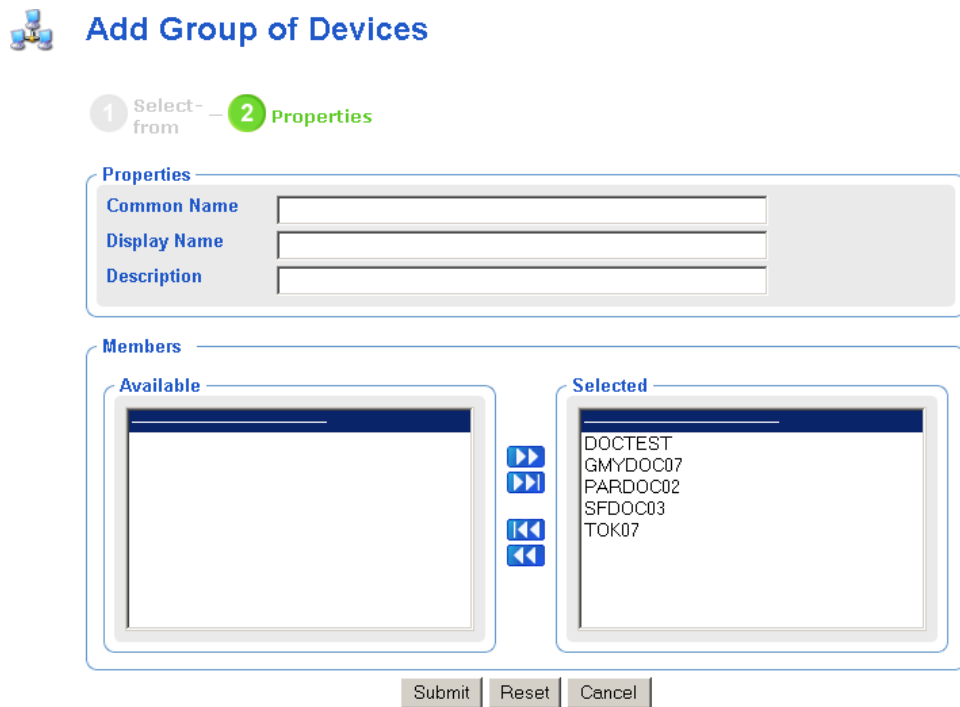 Add Group of Devices
1 Select-
from
2 Properties
Properties
Common Name
Display Name
Description
Members
Available
Selected
DOCTEST
GMYDOC07
PARDOC02
SFDOC03
TOK07
Submit Reset Cancel